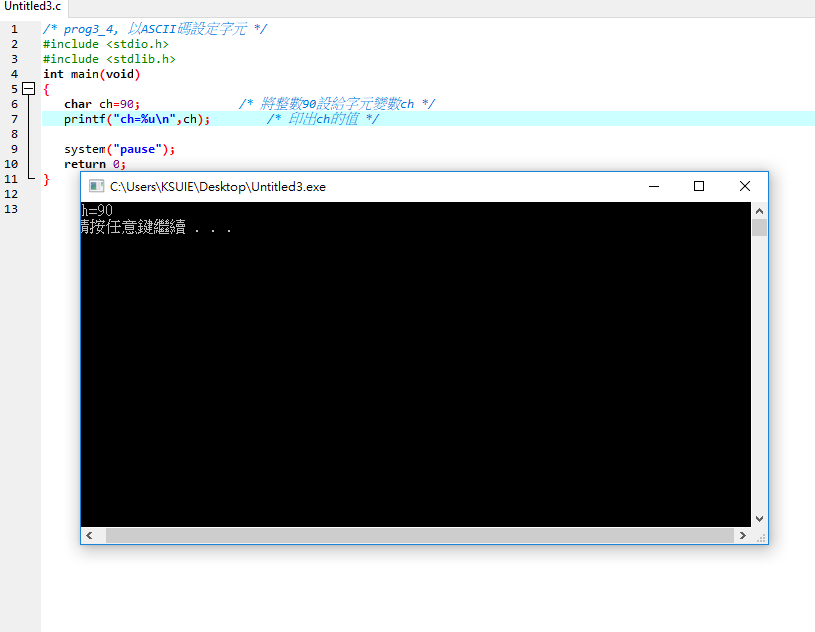 Untitled3.c
1 /* prog3_4, 以ASCII碼設定字元 */
2 #include <stdio.h>
3 #include <stdlib.h>
4 int main(void)
5 {
6 char ch=90; /* 將整數90設給字元變數ch */
7 printf("ch=%u\n",ch); /* 印出ch的值 */
8
9 system("pause");
10 return 0;
11 }
12
13
C:\Users\KSUIE\Desktop\Untitled3.exe
ch=90
請按任意鍵繼續 . . .